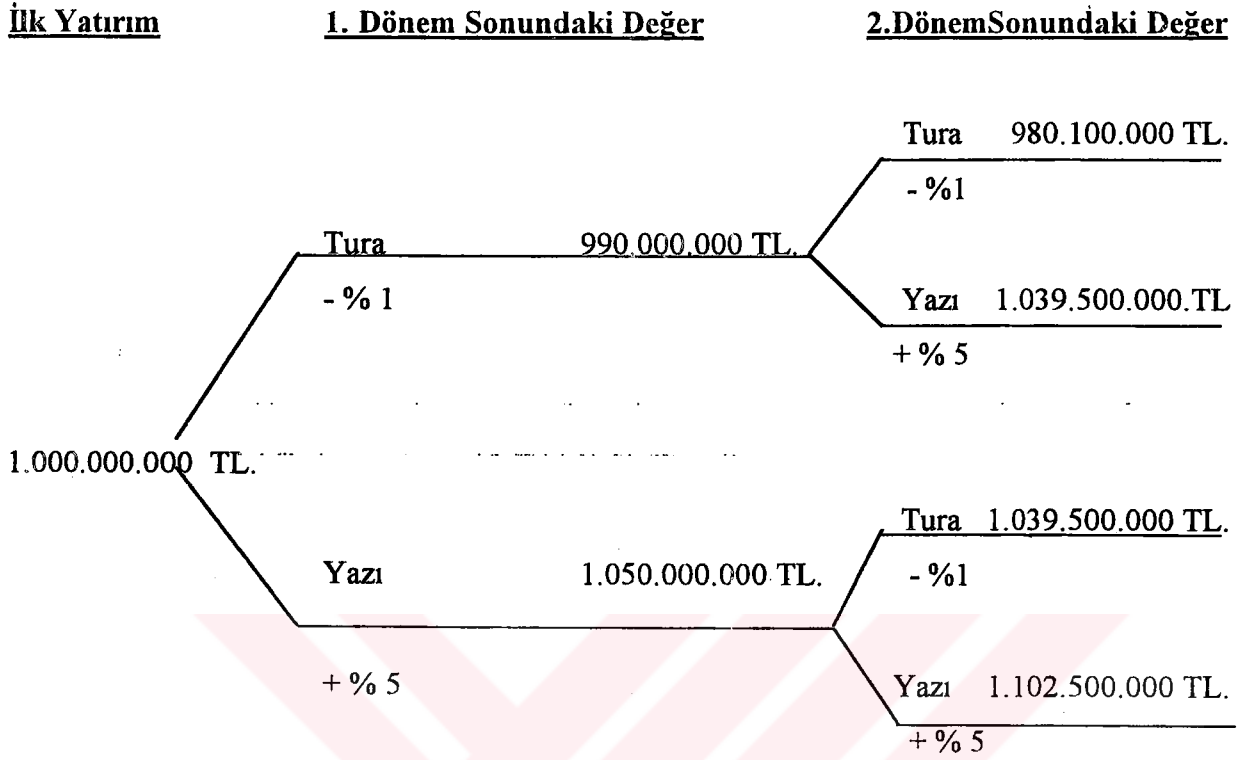 İlk Yatırım 1. Dönem Sonundaki Değer 2.DönemSonundaki Değer
Tura 980.100.000 TL.
- %1
Tura 990.000.000 TL.
- % 1
Yazı 1.039.500.000.TL
+ % 5
1.000.000.000 TL.
Tura 1.039.500.000 TL.
Yazı 1.050.000.000 TL.
- %1
+ % 5
Yazı 1.102.500.000 TL.
+ % 5